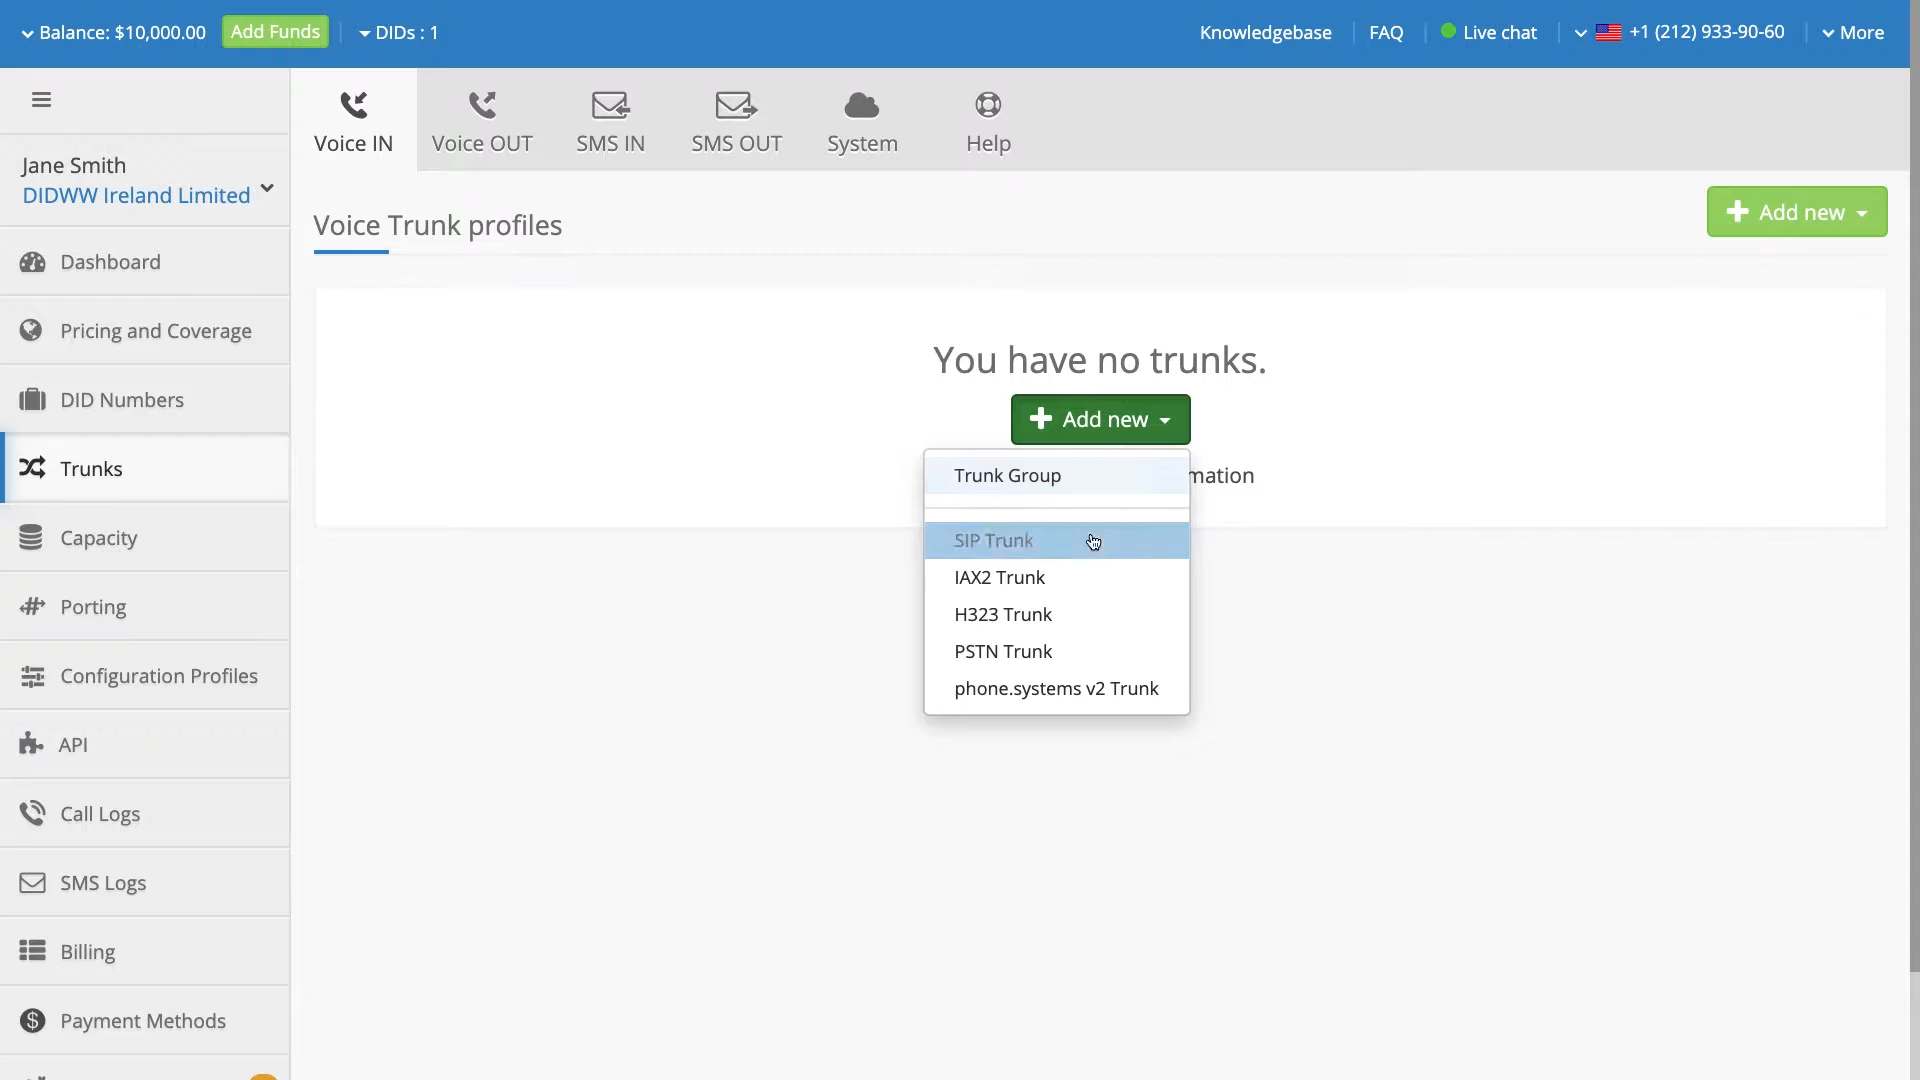 Balance: $10,000.00
Add Funds
DIDs : 1
Knowledgebase
FAQ
Live chat
+1 (212) 933-90-60
More
Voice IN
Voice OUT
SMS IN
SMS OUT
System
Help
Jane Smith
DIDWW Ireland Limited
Dashboard
Pricing and Coverage
DID Numbers
Trunks
Capacity
Porting
Configuration Profiles
API
Call Logs
SMS Logs
Billing
Payment Methods
Voice Trunk profiles
Add new
You have no trunks.
Add new
Trunk Group
mation
SIP Trunk
IAX2 Trunk
H323 Trunk
PSTN Trunk
phone.systems v2 Trunk